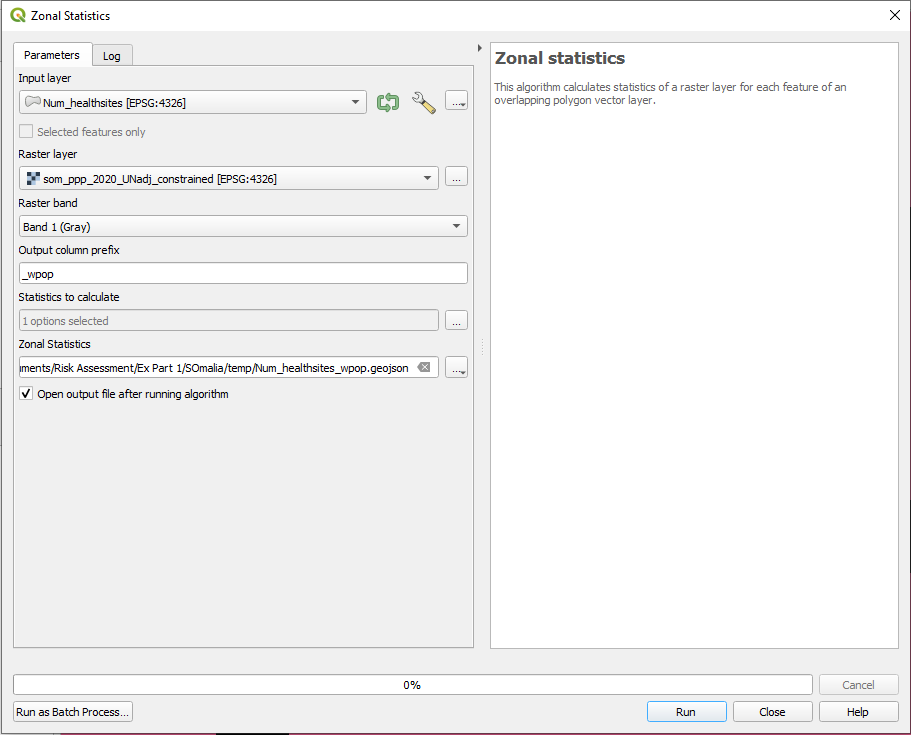 Zonal Statistics
Parameters
Log
Input layer
Num_healthsites [EPSG:4326]
...
Selected features only
Raster layer
som_ppp_2020_UNadj_constrained [EPSG:4326]
...
Raster band
Band 1 (Gray)
Output column prefix
_wpop
Statistics to calculate
1 options selected
...
Zonal Statistics
ments/Risk Assessment/Ex Part 1/SOmalia/temp/Num_healthsites_wpop.geojson
...
Open output file after running algorithm
Zonal statistics
This algorithm calculates statistics of a raster layer for each feature of an
overlapping polygon vector layer.
0%
Cancel
Run as Batch Process...
Run
Close
Help